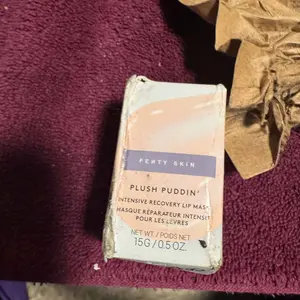 FENTY SKIN
PLUSH PUDDIN'
INTENSIVE RECOVERY LIP MASK
MASQUE RÉPARATEUR INTENSIF
POUR LES LÈVRES
NET WT. / POIDS NET
15G / 0.5 OZ.